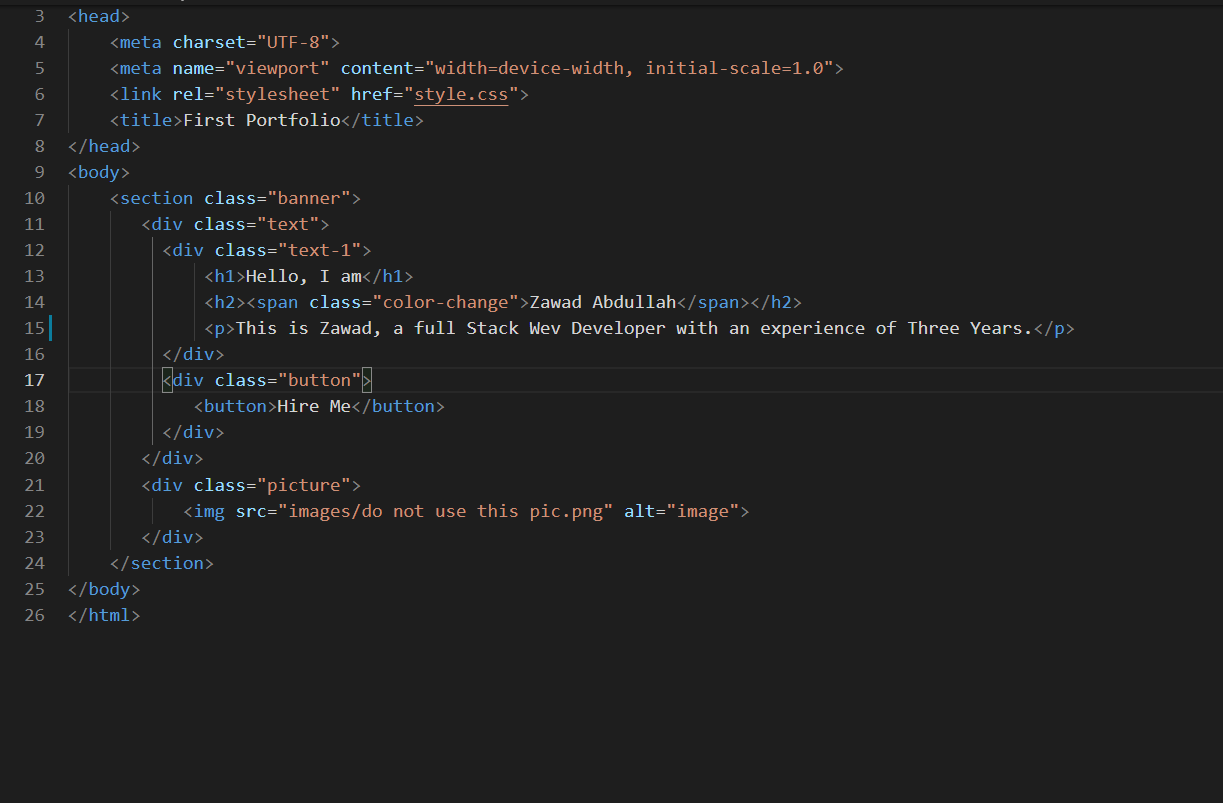 3 <head>
4 <meta charset="UTF-8">
5 <meta name="viewport" content="width=device-width, initial-scale=1.0">
6 <link rel="stylesheet" href="style.css">
7 <title>First Portfolio</title>
8 </head>
9 <body>
10 <section class="banner">
11 <div class="text">
12 <div class="text-1">
13 <h1>Hello, I am</h1>
14 <h2><span class="color-change">Zawad Abdullah</span></h2>
15 <p>This is Zawad, a full Stack Wev Developer with an experience of Three Years.</p>
16 </div>
17 <div class="button">
18 <button>Hire Me</button>
19 </div>
20 </div>
21 <div class="picture">
22 <img src="images/do not use this pic.png" alt="image">
23 </div>
24 </section>
25 </body>
26 </html>